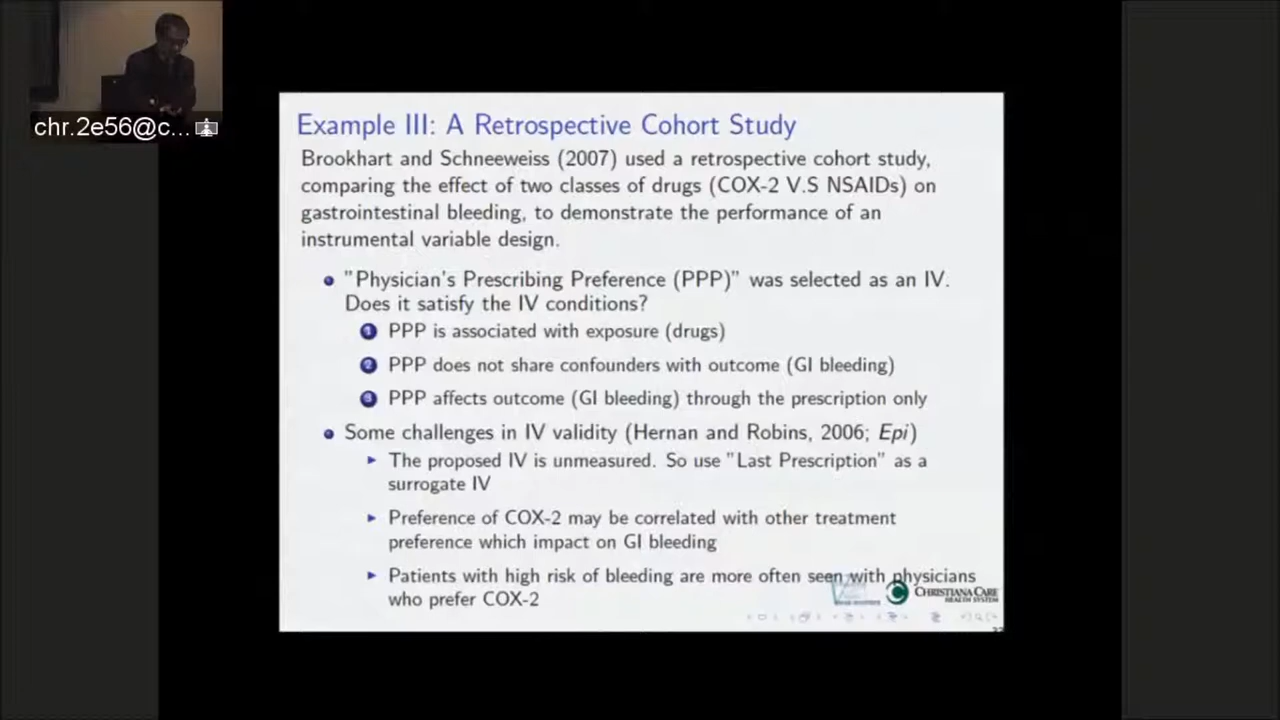 chr.2e56@c...
Example III: A Retrospective Cohort Study
Brookhart and Schneeweiss (2007) used a retrospective cohort study,
comparing the effect of two classes of drugs (COX-2 V.S NSAIDs) on
gastrointestinal bleeding, to demonstrate the performance of an
instrumental variable design.
"Physician's Prescribing Preference (PPP)" was selected as an IV.
Does it satisfy the IV conditions?
1 PPP is associated with exposure (drugs)
2 PPP does not share confounders with outcome (GI bleeding)
3 PPP affects outcome (GI bleeding) through the prescription only
Some challenges in IV validity (Hernan and Robins, 2006; Epi)
The proposed IV is unmeasured. So use "Last Prescription" as a
surrogate IV
Preference of COX-2 may be correlated with other treatment
preference which impact on GI bleeding
Patients with high risk of bleeding are more often seen with physicians
who prefer COX-2
CHRISTIANA CARE
HEALTH SYSTEM